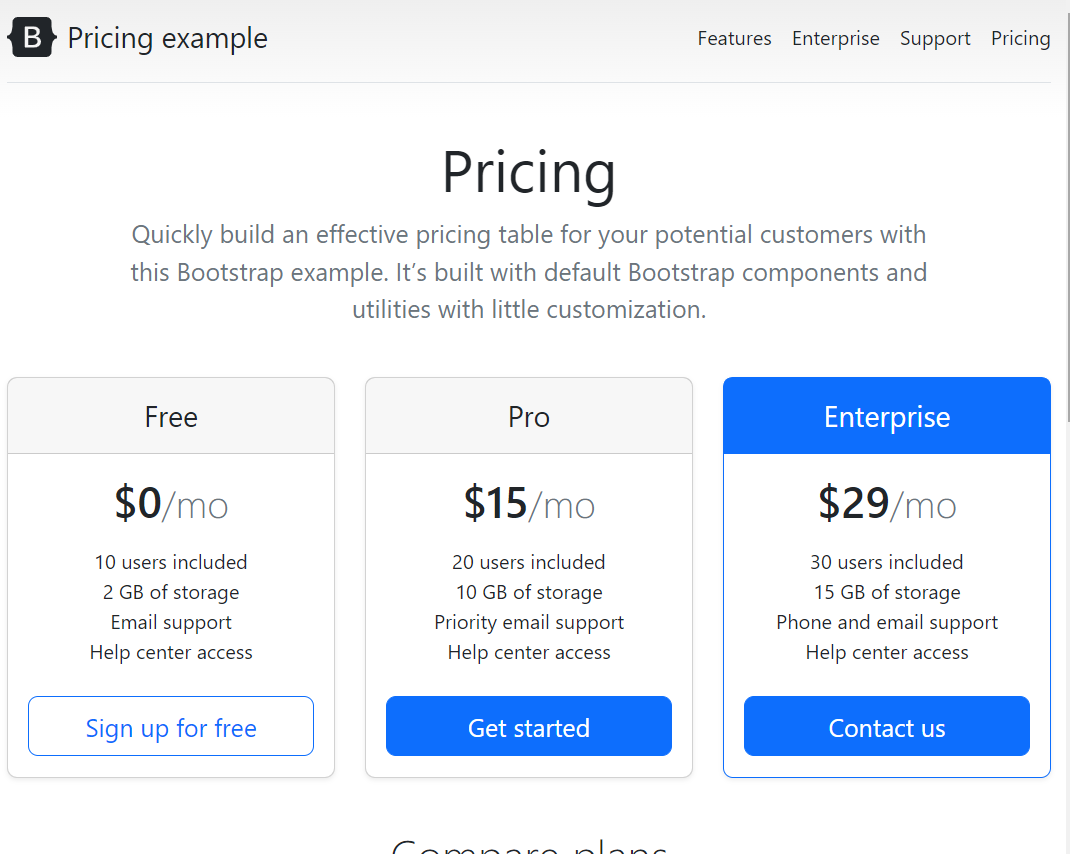 B Pricing example
Features Enterprise Support Pricing
Pricing
Quickly build an effective pricing table for your potential customers with
this Bootstrap example. It’s built with default Bootstrap components and
utilities with little customization.
Free
$0/mo
10 users included
2 GB of storage
Email support
Help center access
Sign up for free
Pro
$15/mo
20 users included
10 GB of storage
Priority email support
Help center access
Get started
Enterprise
$29/mo
30 users included
15 GB of storage
Phone and email support
Help center access
Contact us
Compare plans